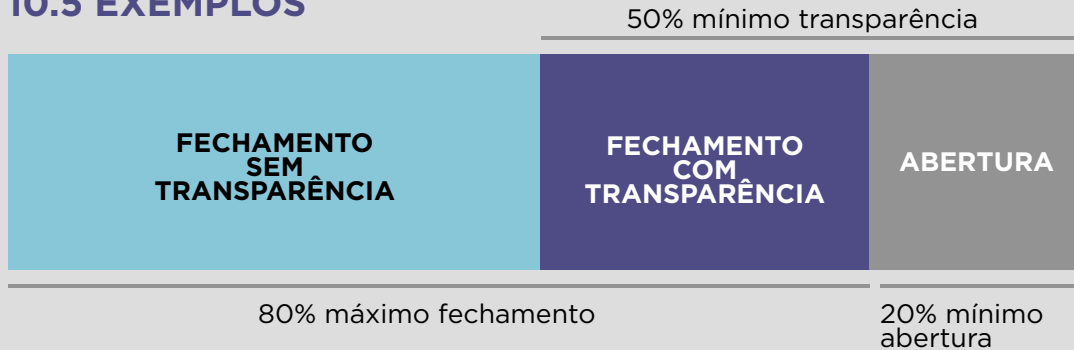 10.5 EXEMPLOS
50% mínimo transparência
FECHAMENTO
SEM
TRANSPARÊNCIA
FECHAMENTO
COM
TRANSPARÊNCIA
ABERTURA
80% máximo fechamento
20% mínimo
abertura